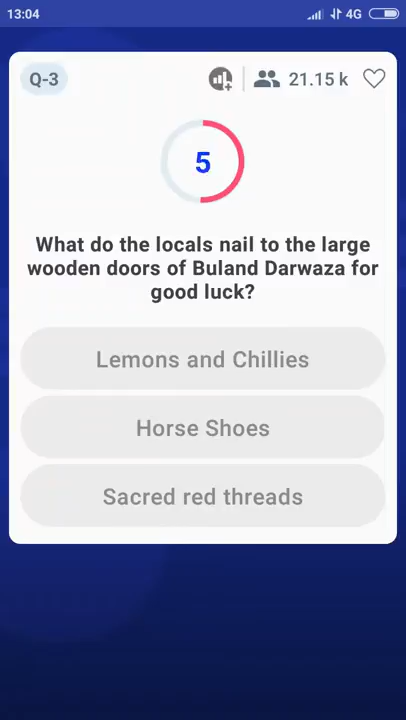 13:04
4G
Q-3
21.15 k
5
What do the locals nail to the large
wooden doors of Buland Darwaza for
good luck?
Lemons and Chillies
Horse Shoes
Sacred red threads